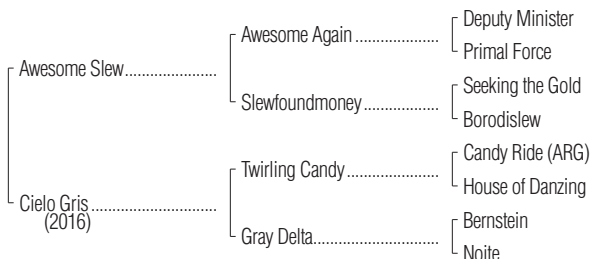 Deputy Minister
Awesome Again
Primal Force
Awesome Slew
Seeking the Gold
Slewfoundmoney
Borodislew
Candy Ride (ARG)
Twirling Candy
House of Danzing
Cielo Gris
(2016)
Bernstein
Gray Delta
Noite